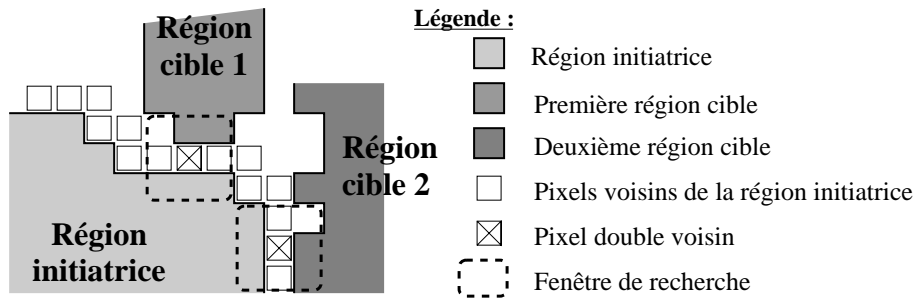 Région
cible 1
Région
cible 2
Région
initiatrice
Légende :
Région initiatrice
Première région cible
Deuxième région cible
Pixels voisins de la région initiatrice
Pixel double voisin
Fenêtre de recherche